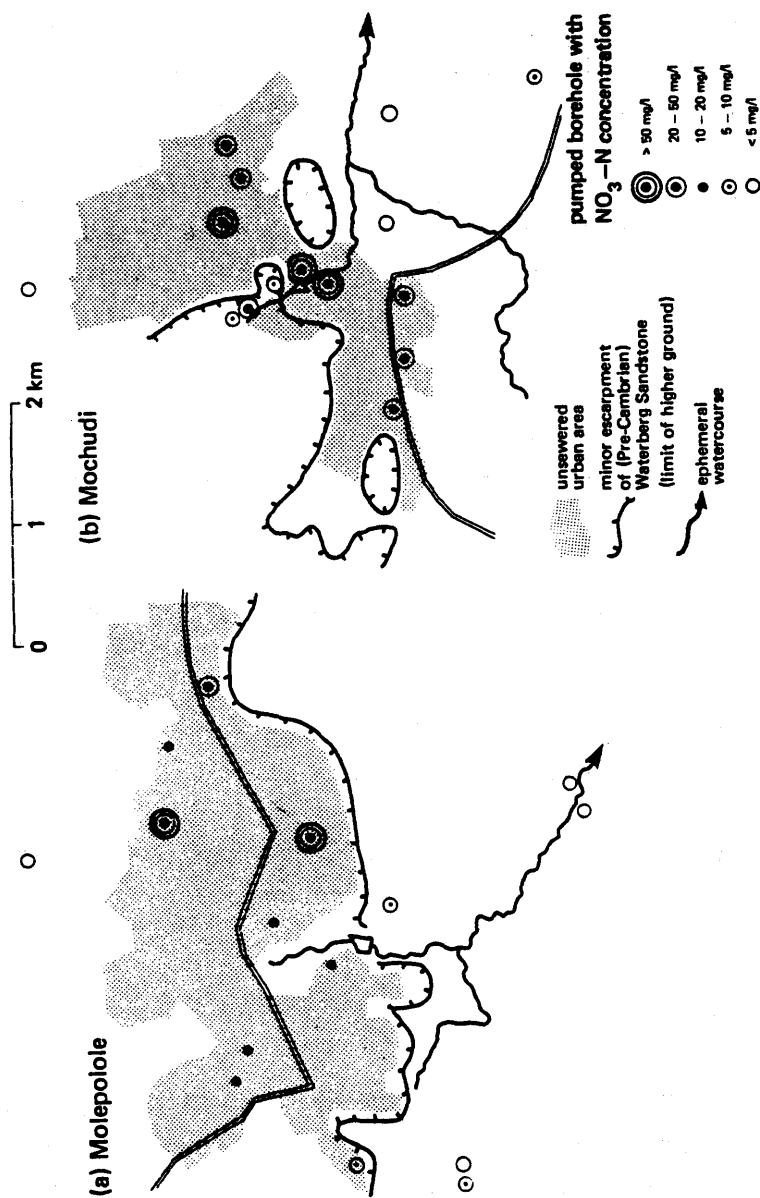 (a) Molepolole
0 1 2 km
(b) Mochudi
unsewered
urban area
minor escarpment
of (Pre-Cambrian)
Waterberg Sandstone
(limit of higher ground)
ephemeral
watercourse
pumped borehole with
NO₃–N concentration
> 50 mg/l
20 – 50 mg/l
10 – 20 mg/l
5 – 10 mg/l
< 5 mg/l